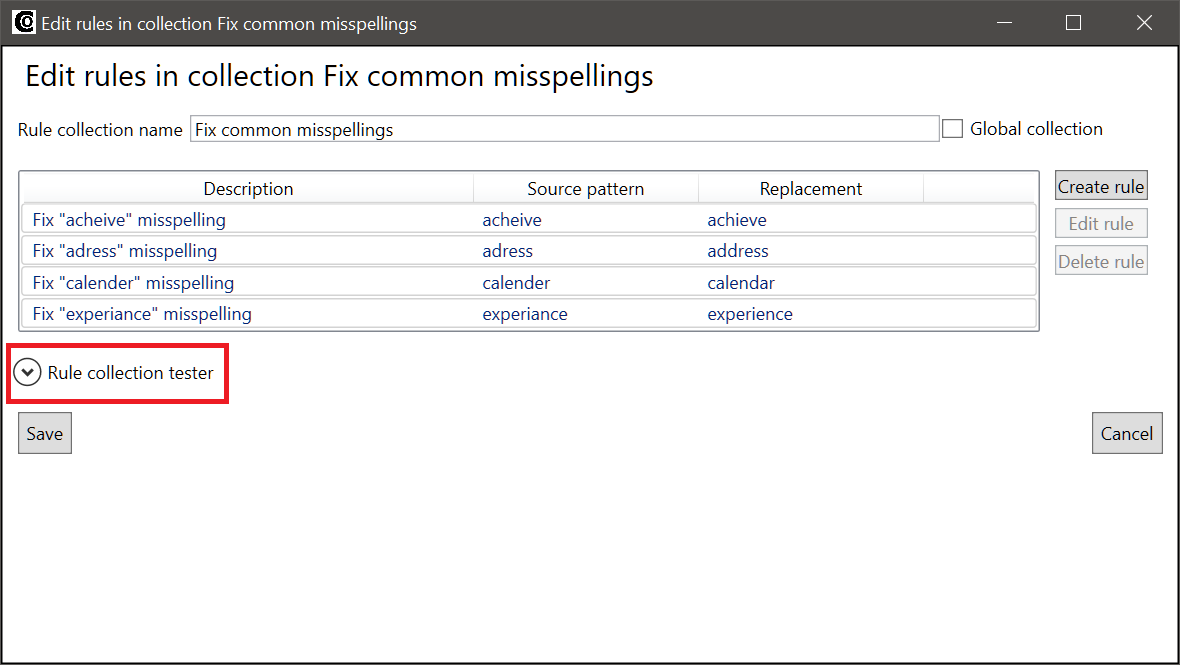 Edit rules in collection Fix common misspellings
Edit rules in collection Fix common misspellings
Rule collection name Fix common misspellings Global collection
Description Source pattern Replacement Create rule
Fix "acheive" misspelling acheive achieve Edit rule
Fix "adress" misspelling adress address
Delete rule
Fix "calender" misspelling calender calendar
Fix "experiance" misspelling experiance experience
Rule collection tester
Save Cancel